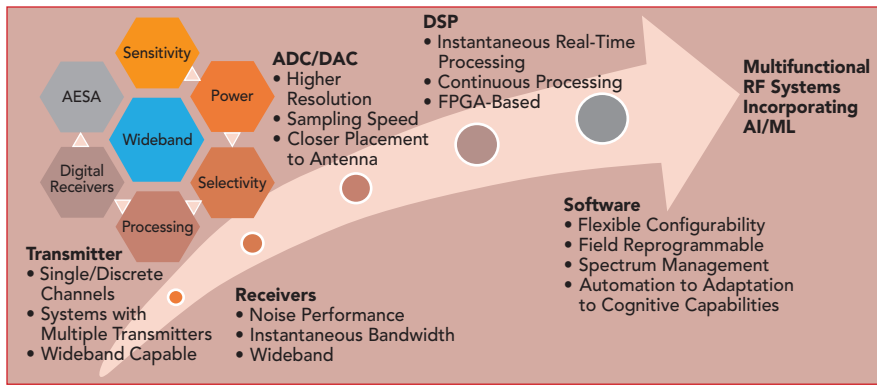 Sensitivity
AESA
Power
Wideband
Digital
Receivers
Selectivity
Processing
Transmitter
• Single/Discrete
Channels
• Systems with
Multiple Transmitters
• Wideband Capable
Receivers
• Noise Performance
• Instantaneous Bandwidth
• Wideband
ADC/DAC
• Higher
Resolution
• Sampling Speed
• Closer Placement
to Antenna
DSP
• Instantaneous Real-Time
Processing
• Continuous Processing
• FPGA-Based
Software
• Flexible Configurability
• Field Reprogrammable
• Spectrum Management
• Automation to Adaptation
to Cognitive Capabilities
Multifunctional
RF Systems
Incorporating
AI/ML